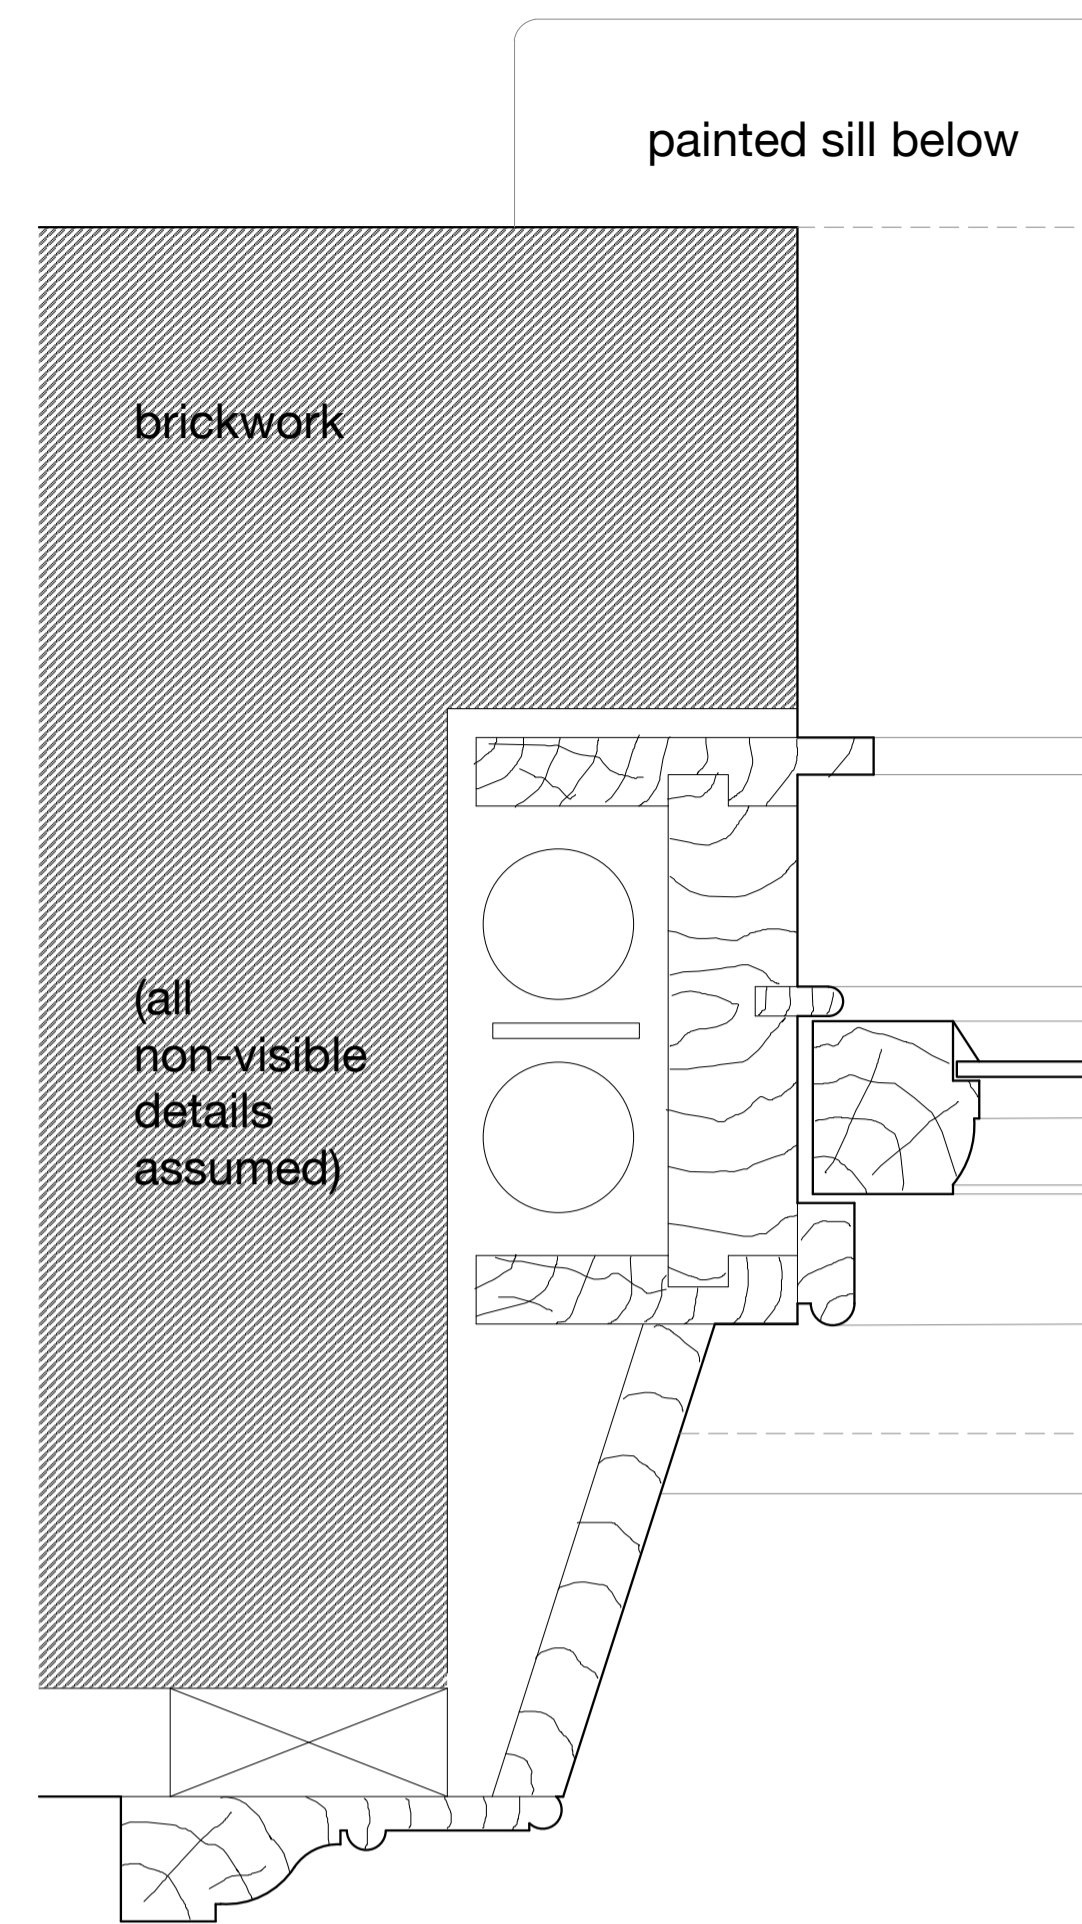 painted sill below
brickwork
(all
non-visible
details
assumed)